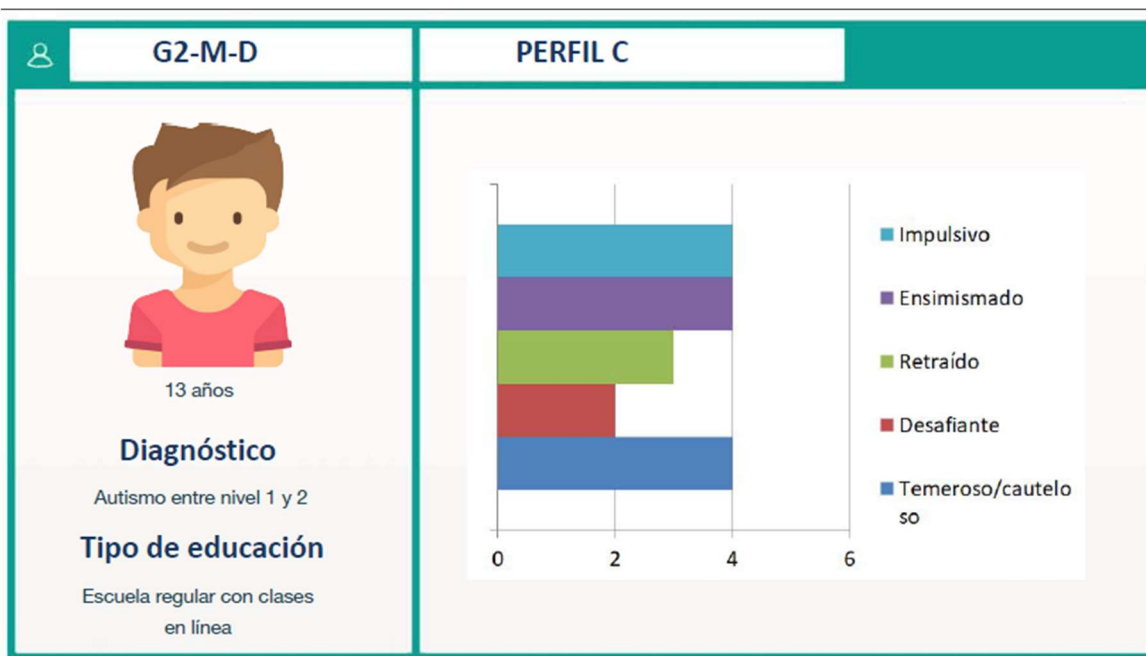 G2-M-D
PERFIL C
13 años
Diagnóstico
Autismo entre nivel 1 y 2
Tipo de educación
Escuela regular con clases
en línea
Impulsivo
Ensimismado
Retraído
Desafiante
Temeroso/cautelo
so
0 2 4 6